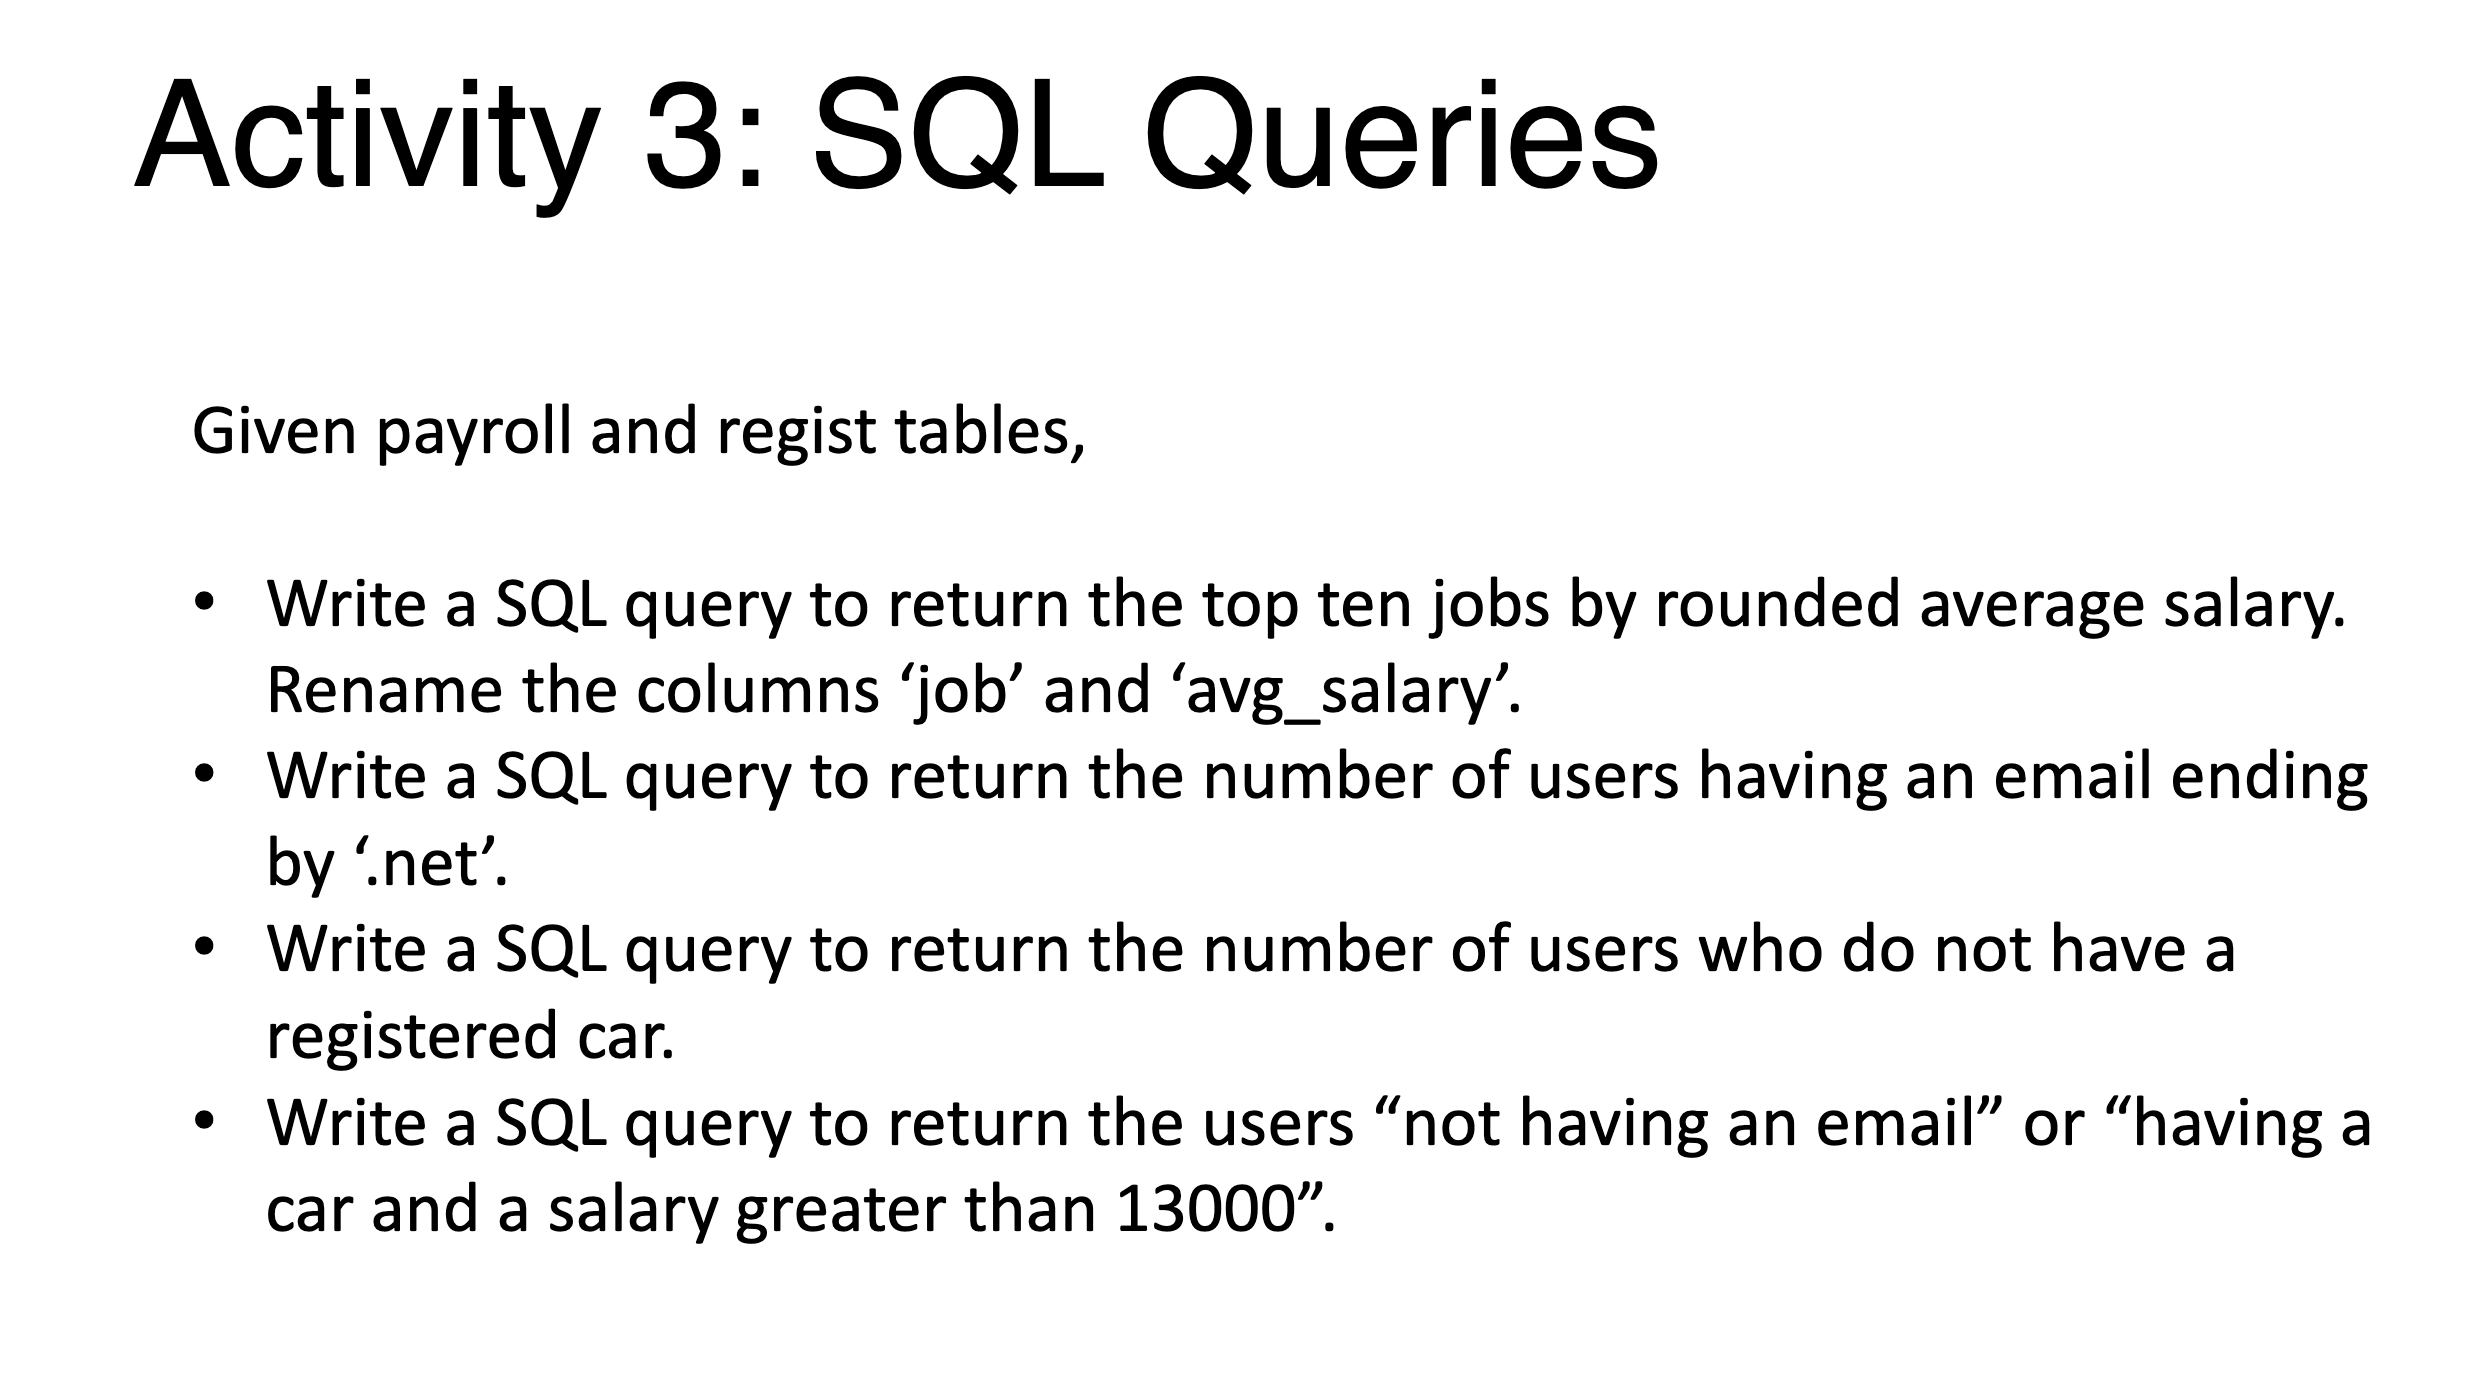 Activity 3: SQL Queries
Given payroll and regist tables,
• Write a SQL query to return the top ten jobs by rounded average salary.
Rename the columns ‘job’ and ‘avg_salary’.
• Write a SQL query to return the number of users having an email ending
by ‘.net’.
• Write a SQL query to return the number of users who do not have a
registered car.
• Write a SQL query to return the users “not having an email” or “having a
car and a salary greater than 13000”.